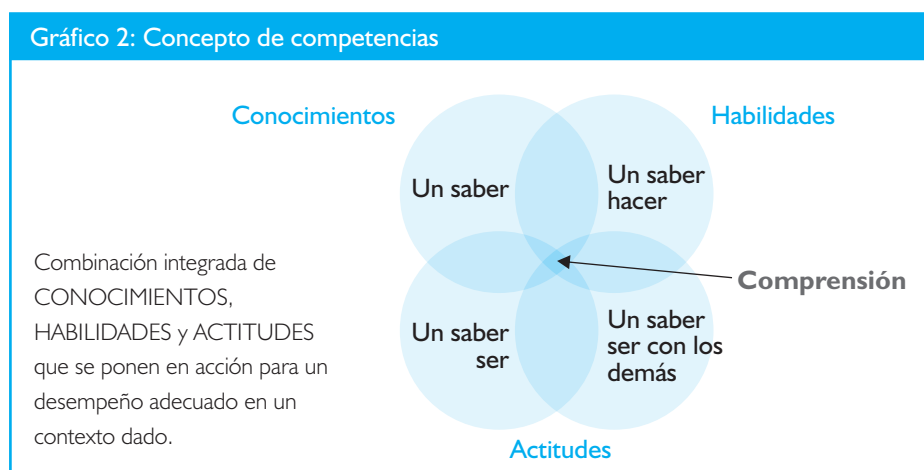 Gráfico 2: Concepto de competencias
Conocimientos
Habilidades
Un saber
Un saber
hacer
Combinación integrada de
CONOCIMIENTOS,
HABILIDADES y ACTITUDES
que se ponen en acción para un
desempeño adecuado en un
contexto dado.
Comprensión
Un saber
ser
Un saber
ser con los
demás
Actitudes